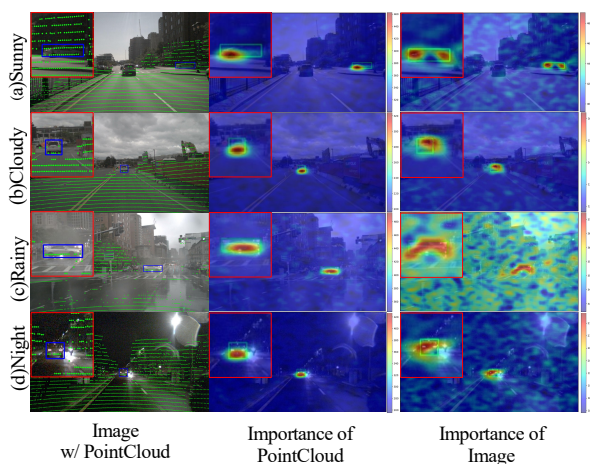 (a)Sunny
(b)Cloudy
(c)Rainy
(d)Night
Image
w/ PointCloud
Importance of
PointCloud
Importance of
Image